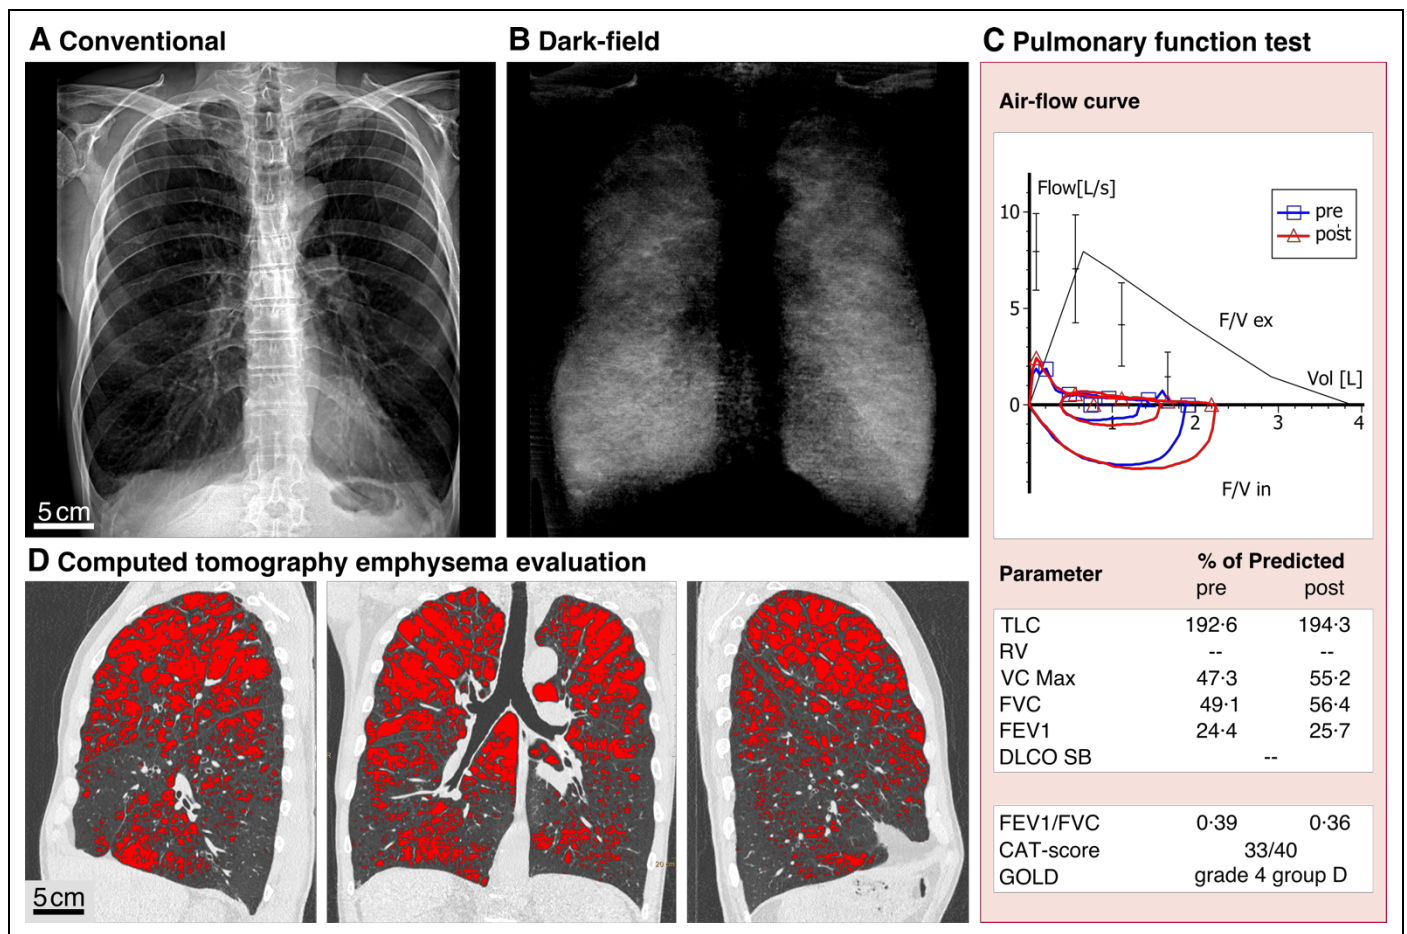 A Conventional
B Dark-field
C Pulmonary function test
5 cm
Air-flow curve
Flow[L/s]
10
5
0
pre
post
F/V ex
Vol [L]
1
2
3
4
F/V in
D Computed tomography emphysema evaluation
20 cm
5 cm
Parameter
% of Predicted
pre post
TLC 192·6 194·3
RV -- --
VC Max 47·3 55·2
FVC 49·1 56·4
FEV1 24·4 25·7
DLCO SB --
FEV1/FVC 0·39 0·36
CAT-score 33/40
GOLD grade 4 group D